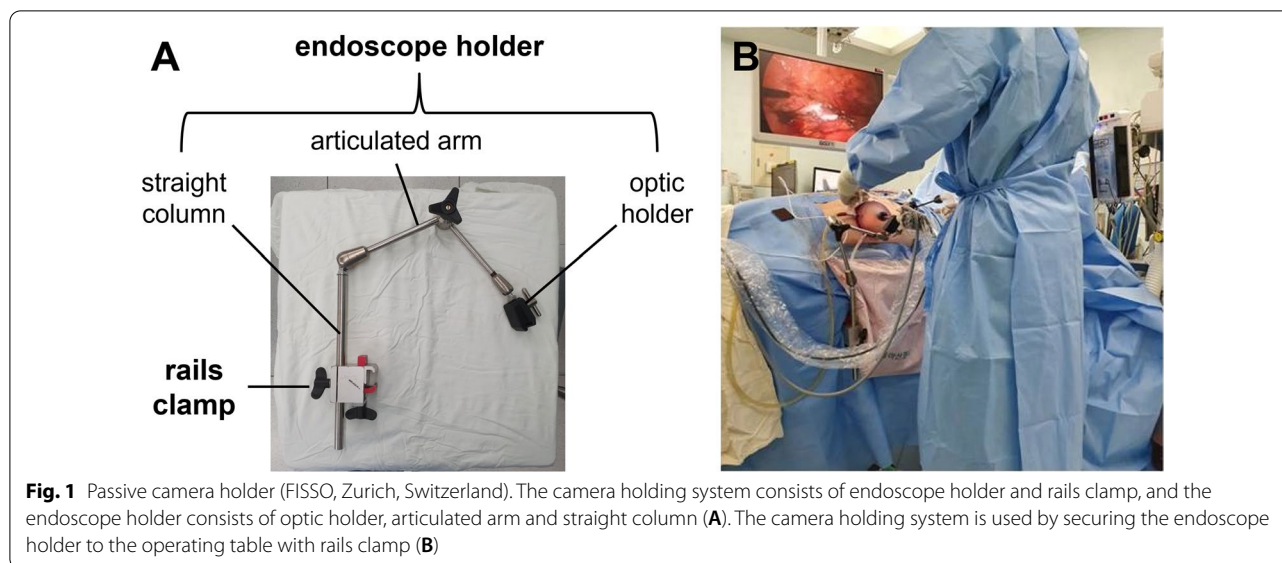 A
endoscope holder
articulated arm
straight
column
optic
holder
rails
clamp
B
Fig. 1 Passive camera holder (FISSO, Zurich, Switzerland). The camera holding system consists of endoscope holder and rails clamp, and the
endoscope holder consists of optic holder, articulated arm and straight column (A). The camera holding system is used by securing the endoscope
holder to the operating table with rails clamp (B)